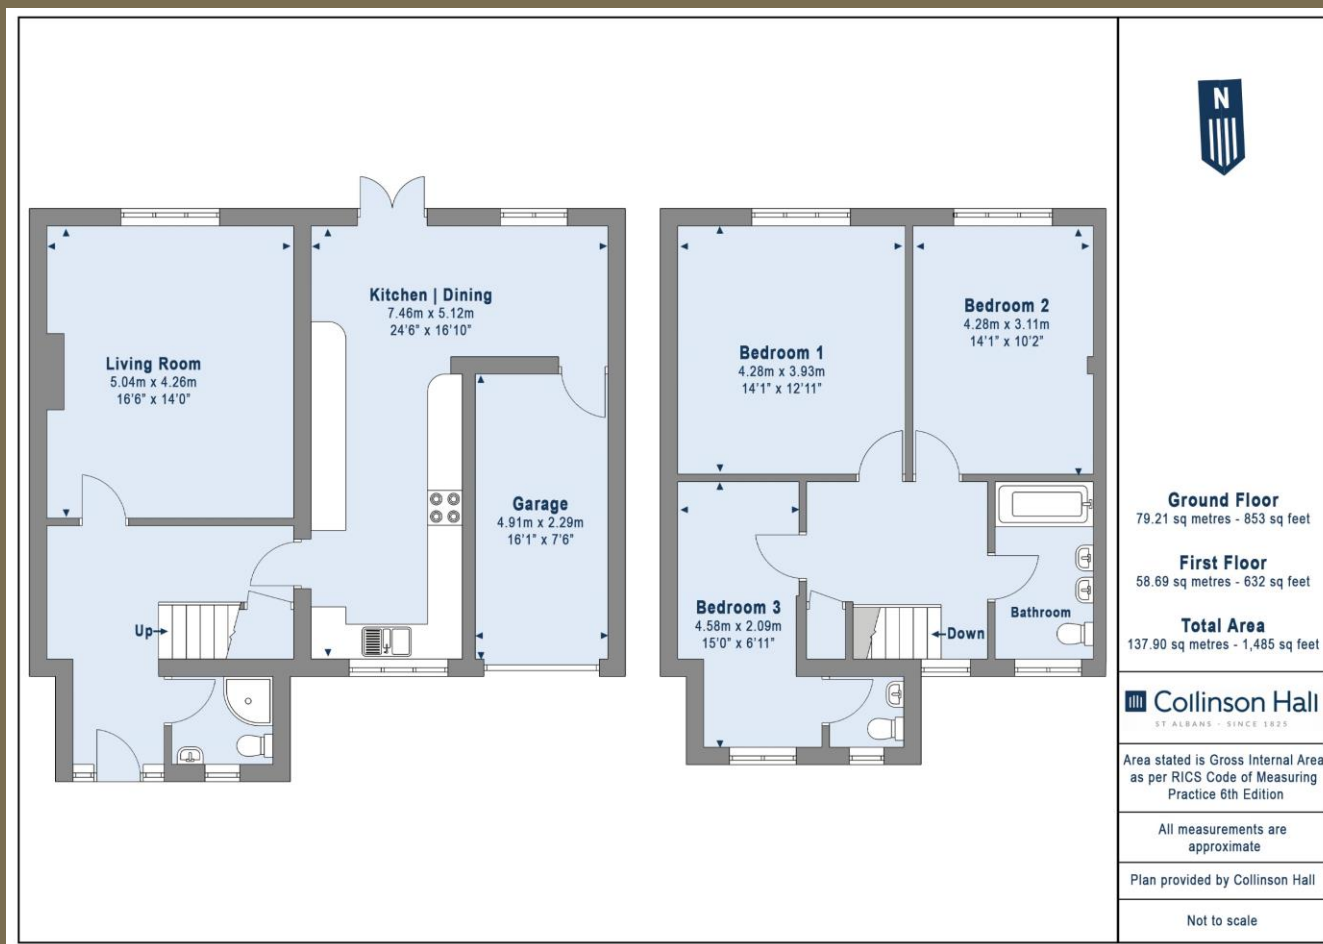 N
Kitchen | Dining
7.46m x 5.12m
24'6" x 16'10"
Living Room
5.04m x 4.26m
16'6" x 14'0"
Garage
4.91m x 2.29m
16'1" x 7'6"
Up
Bedroom 1
4.28m x 3.93m
14'1" x 12'11"
Bedroom 2
4.28m x 3.11m
14'1" x 10'2"
Bedroom 3
4.58m x 2.09m
15'0" x 6'11"
Bathroom
Down
Ground Floor
79.21 sq metres - 853 sq feet
First Floor
58.69 sq metres - 632 sq feet
Total Area
137.90 sq metres - 1,485 sq feet
Collinson Hall
ST ALBANS - SINCE 1825
Area stated is Gross Internal Area
as per RICS Code of Measuring
Practice 6th Edition
All measurements are
approximate
Plan provided by Collinson Hall
Not to scale